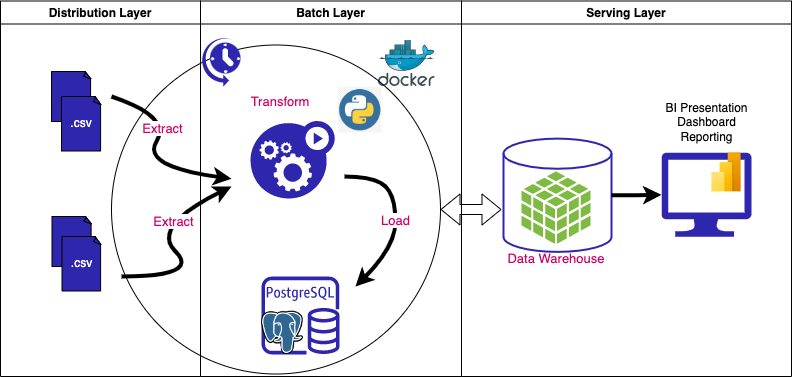 Distribution Layer
Batch Layer
Serving Layer
.CSV
Extract
Transform
docker
BI Presentation
Dashboard
Reporting
.CSV
Extract
Load
PostgreSQL
Data Warehouse